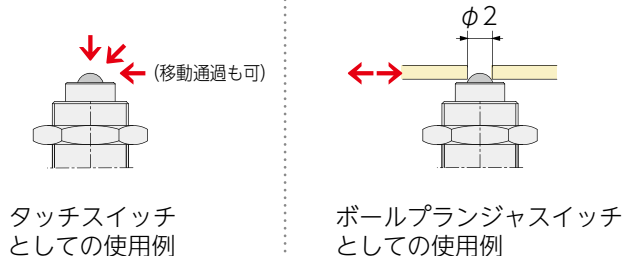 (移動通過も可)
タッチスイッチ
としての使用例
φ2
ボールプランジャスイッチ
としての使用例